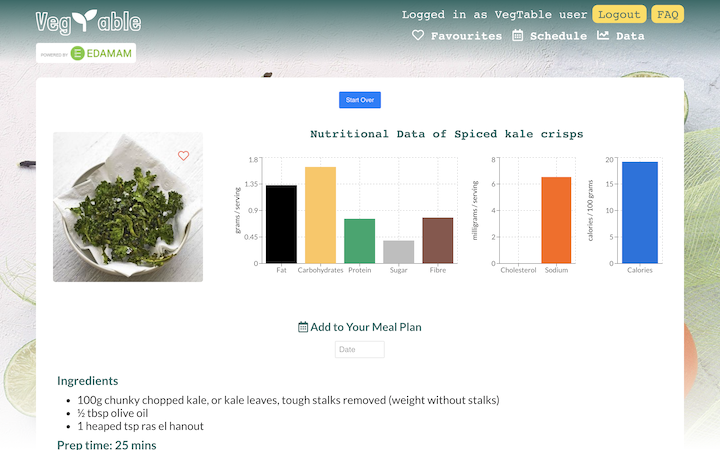 Veg able
Logged in as VegTable user Logout FAQ
Favourites Schedule Data
POWERED BY EDAMAM
Start Over
Nutritional Data of Spiced kale crisps
grams / serving
1.8
1.35
0.9
0.45
0
Fat Carbohydrates Protein Sugar Fibre
milligrams / serving
8
6
4
2
0
Cholesterol Sodium
calories / 100 grams
20
15
10
5
0
Calories
Add to Your Meal Plan
Date
Ingredients
• 100g chunky chopped kale, or kale leaves, tough stalks removed (weight without stalks)
• ½ tbsp olive oil
• 1 heaped tsp ras el hanout
Prep time: 25 mins